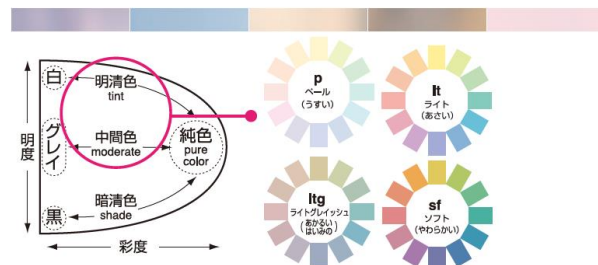 白
明清色
tint
グレイ
中間色
moderate
純色
pure
color
暗清色
shade
黒
明度
彩度
p
ペール
(うすい)
lt
ライト
(あさい)
ltg
ライトグレイッシュ
(あかるい
はいみの)
sf
ソフト
(やわらかい)